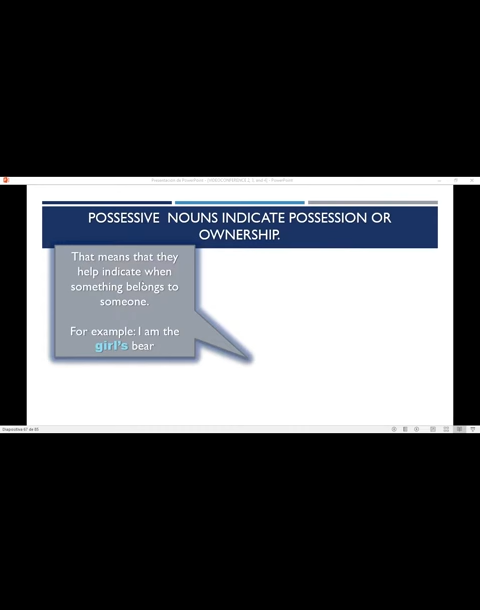 POSSESSIVE NOUNS INDICATE POSSESSION OR
OWNERSHIP.
That means that they
help indicate when
something belongs to
someone.
For example: I am the
girl's bear